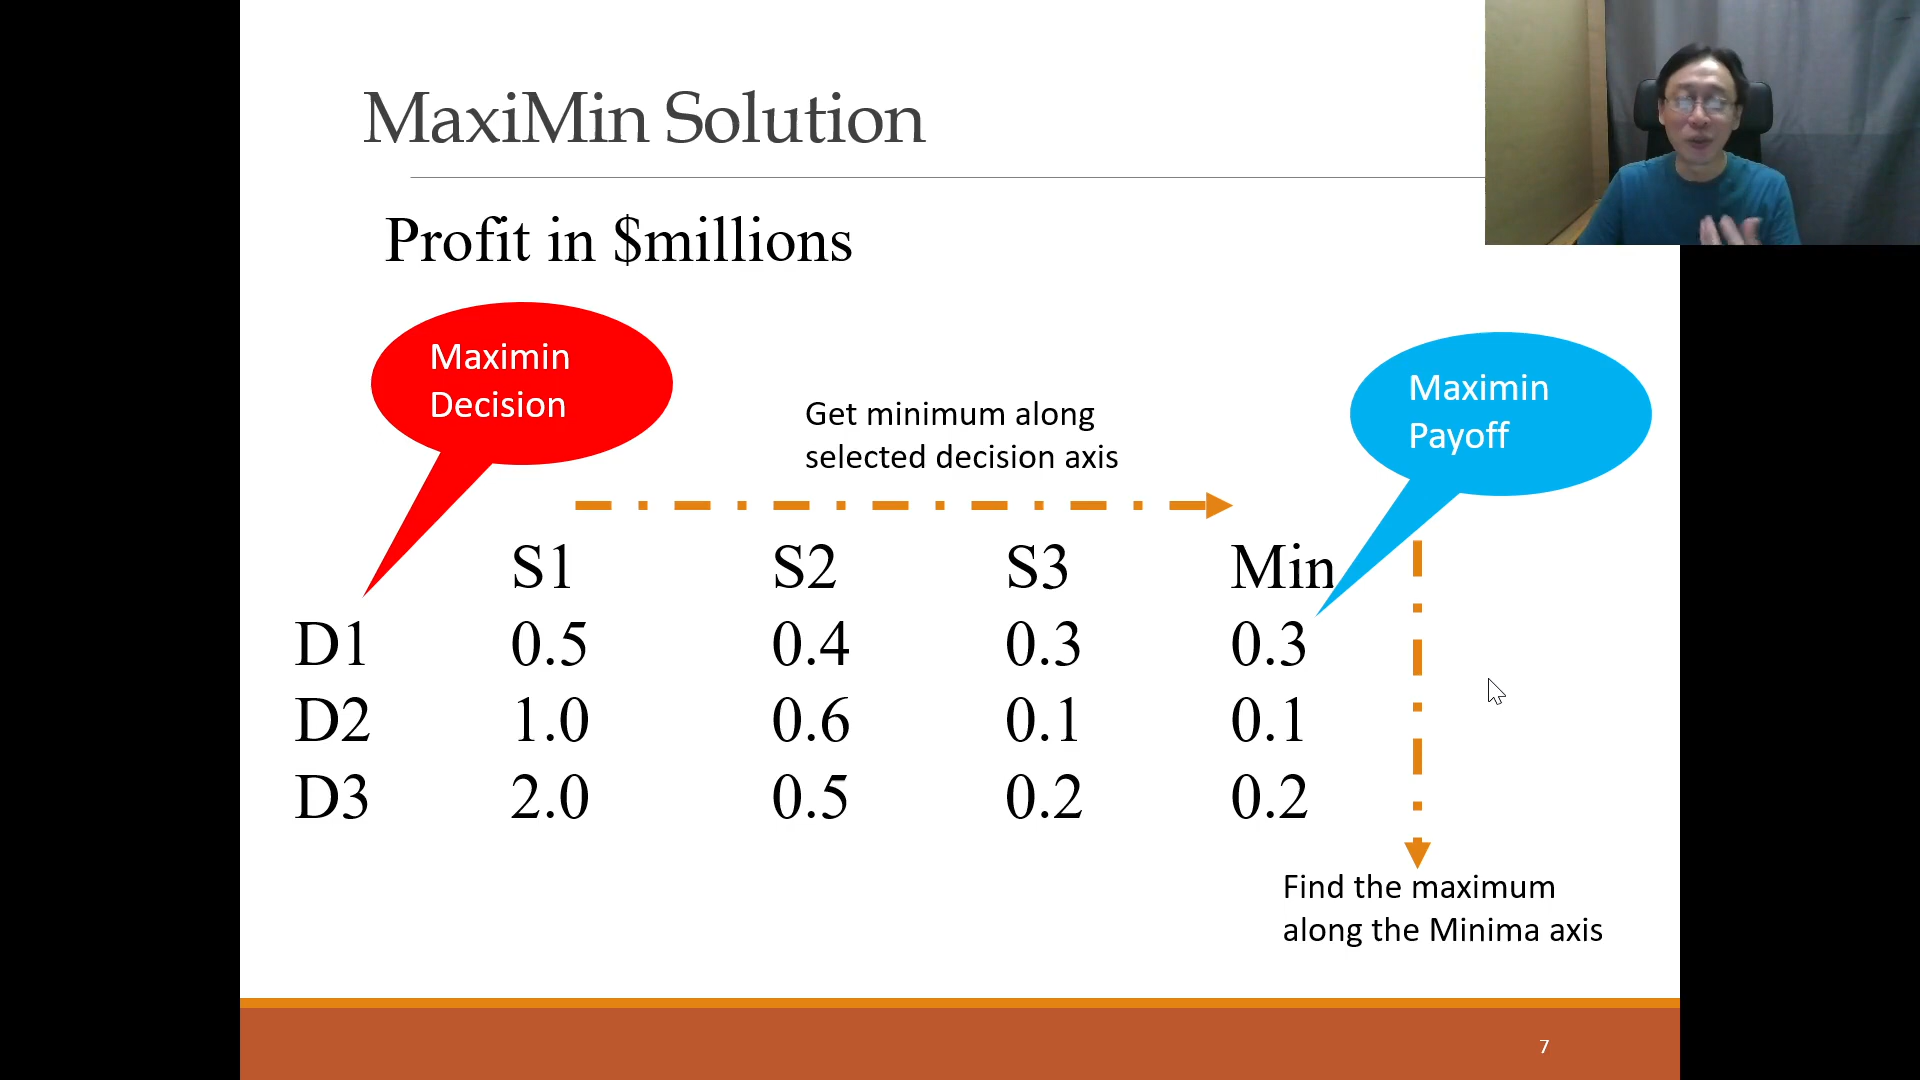 MaxiMin Solution
Profit in $millions
Maximin
Decision
Get minimum along
selected decision axis
Maximin
Payoff
S1 S2 S3 Min
D1 0.5 0.4 0.3 0.3
D2 1.0 0.6 0.1 0.1
D3 2.0 0.5 0.2 0.2
Find the maximum
along the Minima axis
7